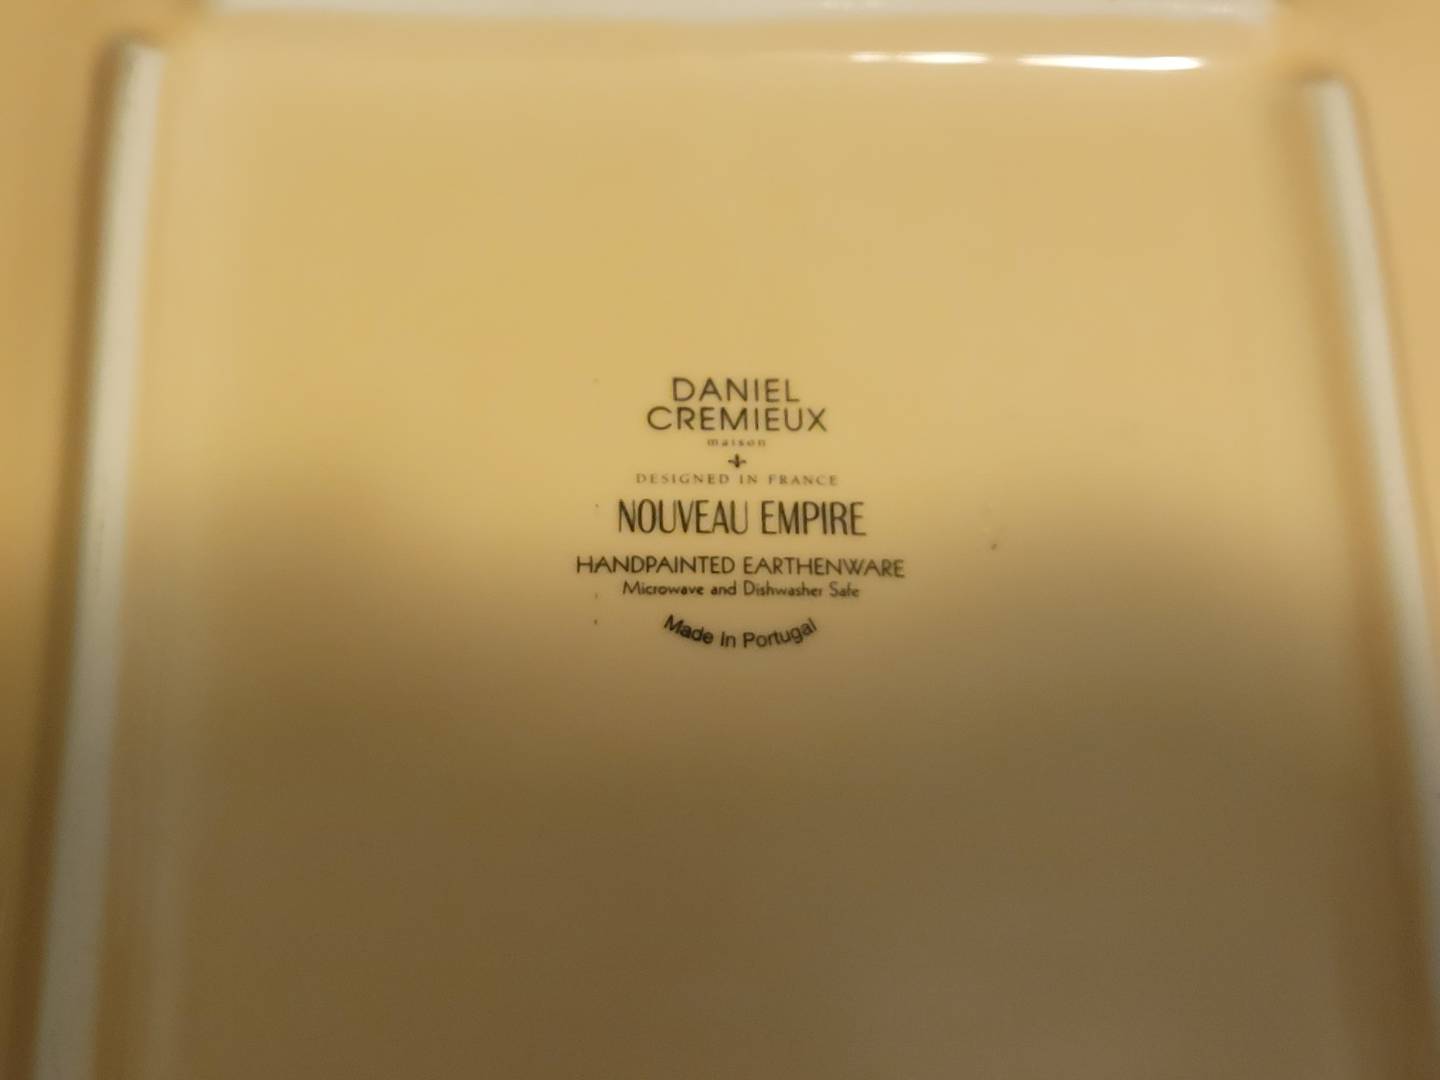 DANIEL
CREMIEUX
maison
DESIGNED IN FRANCE
NOUVEAU EMPIRE
HANDPAINTED EARTHENWARE
Microwave and Dishwasher Safe
Made In Portugal